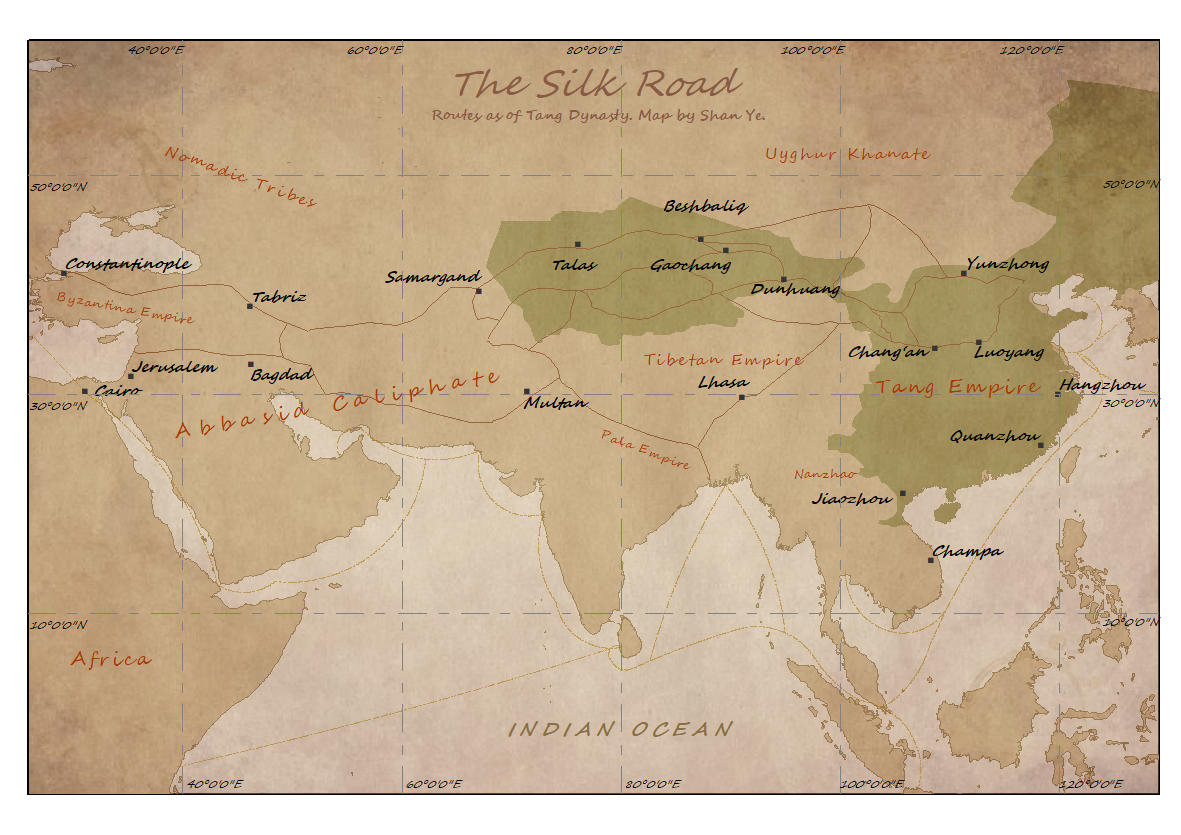 40°0'0"E 60°0'0"E 80°0'0"E 100°0'0"E 120°0'0"E
The Silk Road
Routes as of Tang Dynasty. Map by Shan Ye.
Nomadic Tribes
Uyghur Khanate
50°0'0"N 50°0'0"N
Beshbaliq
Constantinople
Talas
Gaochang
Yunzhong
Samargand
Dunhuang
Byzantina Empire
Tabriz
Chang'an
Luoyang
Tibetan Empire
Jerusalem
Bagdad
Lhasa
Tang Empire
Hangzhou
Cairo
Abbasid Caliphate
Multan
30°0'0"N 30°0'0"N
Pala Empire
Quanzhou
Nanzhao
Jiaozhou
Champa
10°0'0"N 10°0'0"N
Africa
INDIAN OCEAN
40°0'0"E 60°0'0"E 80°0'0"E 100°0'0"E 120°0'0"E